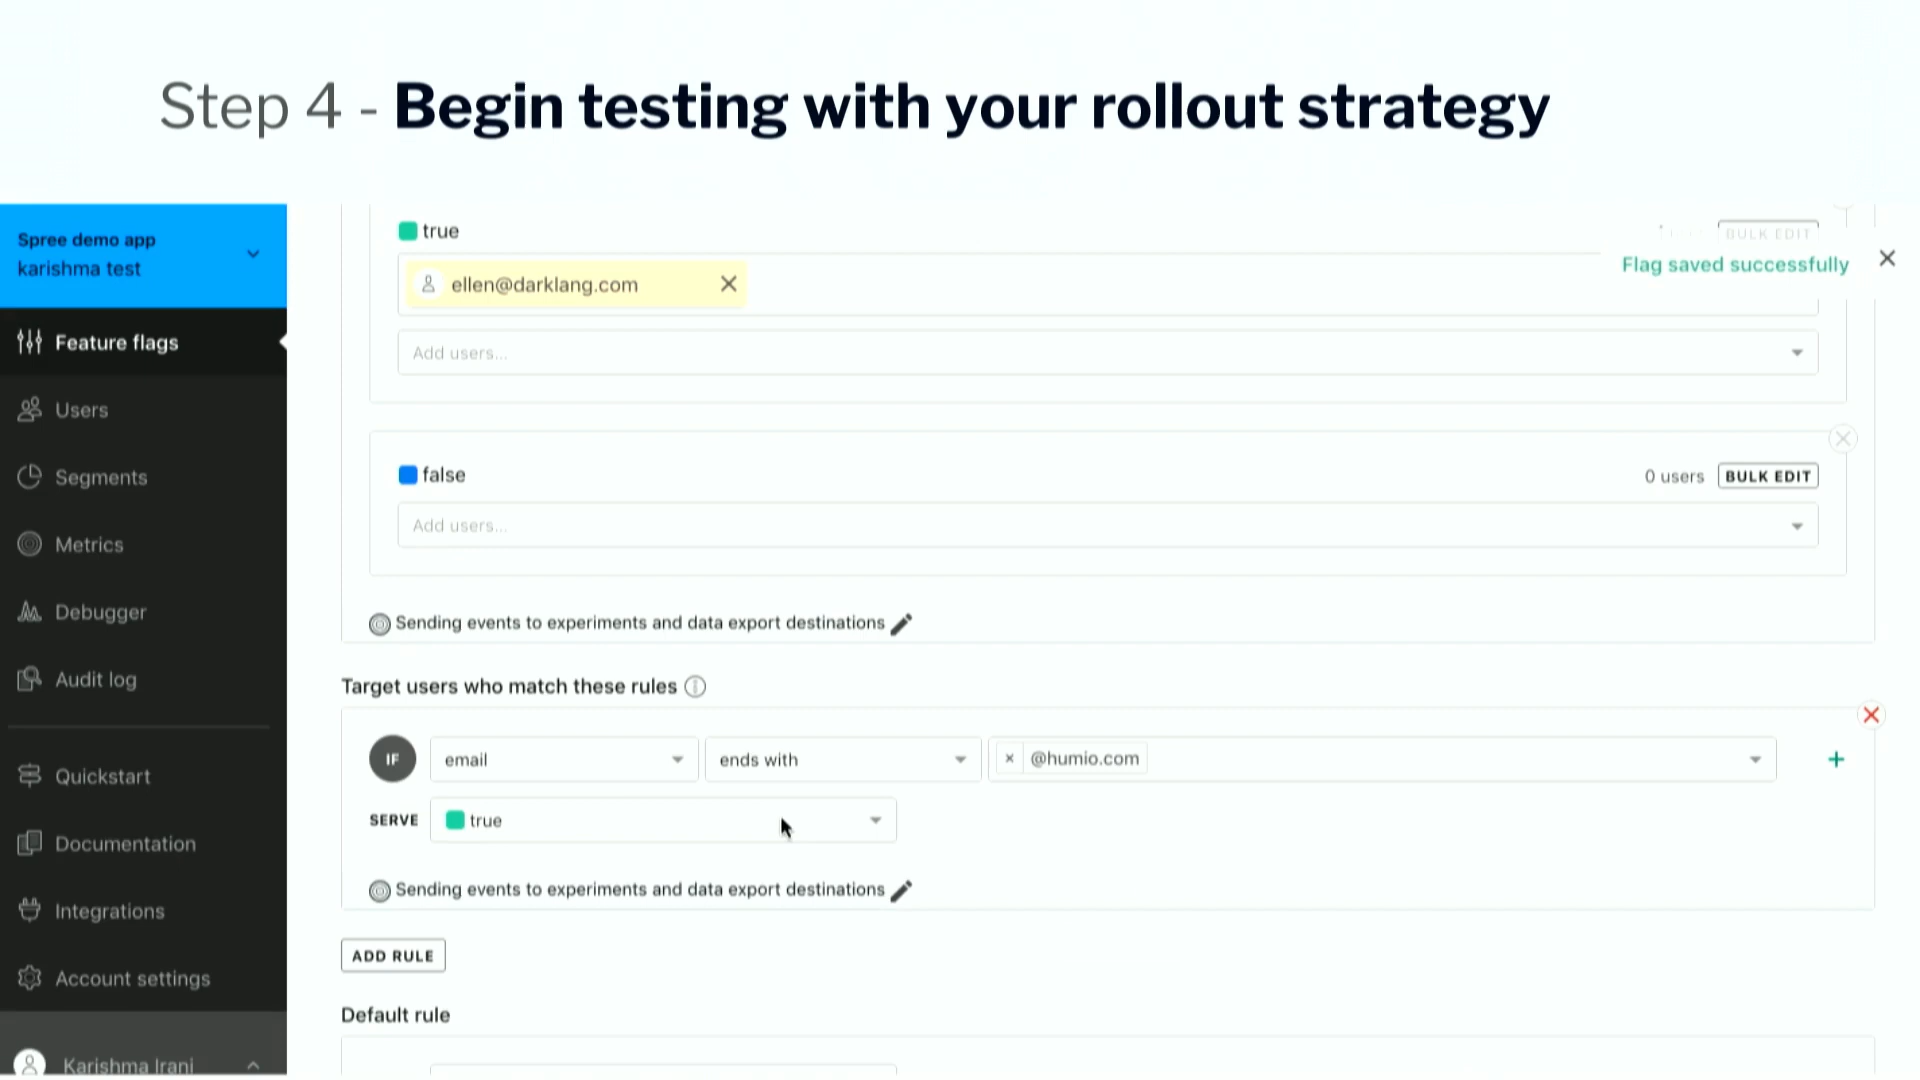 Step 4 - Begin testing with your rollout strategy
Spree demo app
karishma test
Feature flags
Users
Segments
Metrics
Debugger
Audit log
Quickstart
Documentation
Integrations
Account settings
Karishma Irani
true
BULK EDIT
Flag saved successfully
ellen@darklang.com
Add users...
false
0 users BULK EDIT
Add users...
Sending events to experiments and data export destinations
Target users who match these rules
IF email ends with × @humio.com +
SERVE true
Sending events to experiments and data export destinations
ADD RULE
Default rule